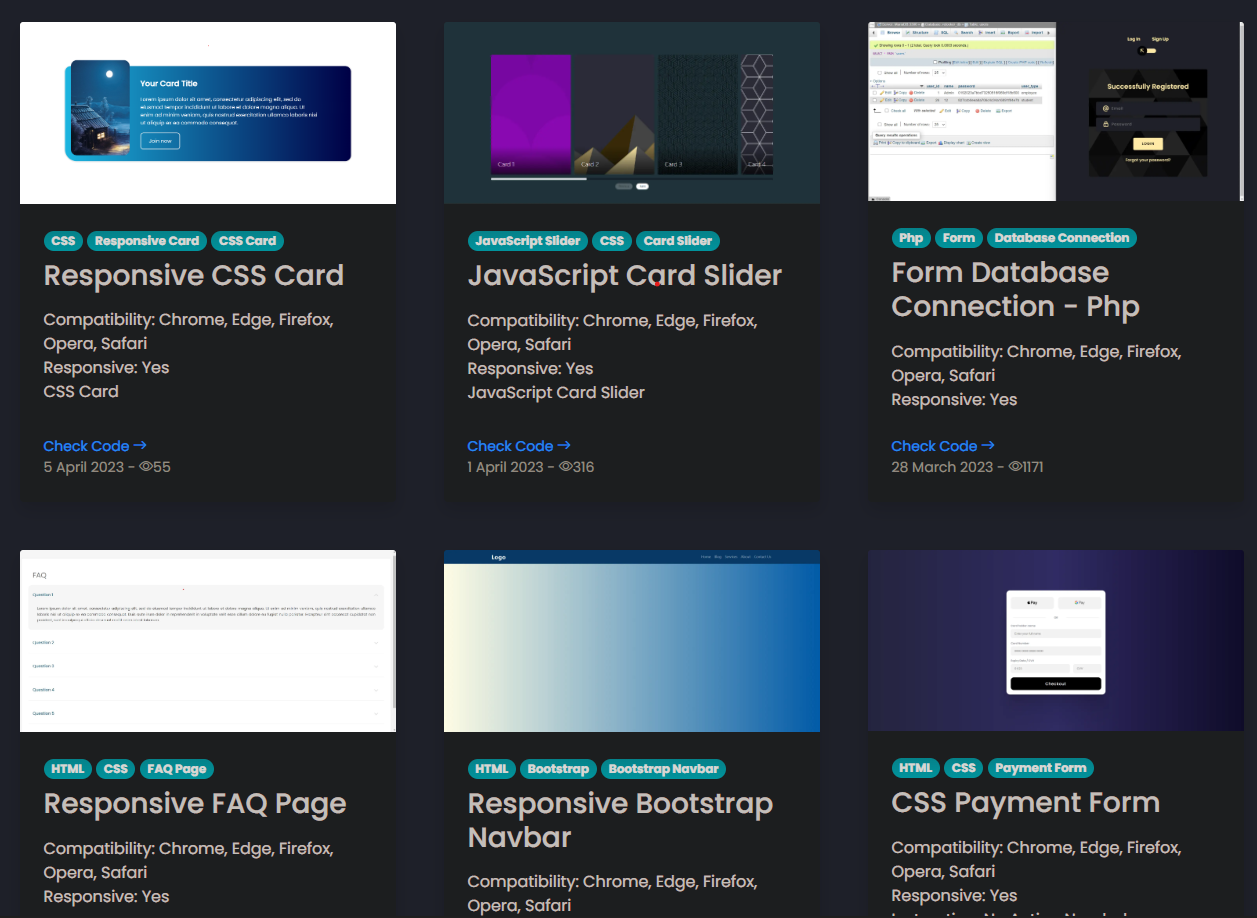 Your Card Title
Lorem ipsum dolor sit amet, consectetur adipiscing elit, sed do
eiusmod tempor incididunt ut labore et dolore magna aliqua. Ut
enim ad minim veniam, quis nostrud exercitation ullamco laboris nisi
ut aliquip ex ea commodo consequat.
Join now
CSS Responsive Card CSS Card
Responsive CSS Card
Compatibility: Chrome, Edge, Firefox,
Opera, Safari
Responsive: Yes
CSS Card
Check Code →
5 April 2023 - 55
Card 1 Card 2 Card 3 Card 4
JavaScript Slider CSS Card Slider
JavaScript Card Slider
Compatibility: Chrome, Edge, Firefox,
Opera, Safari
Responsive: Yes
JavaScript Card Slider
Check Code →
1 April 2023 - 316
Log In Sign Up
Successfully Registered
Email
Password
LOGIN
Forgot your password?
Php Form Database Connection
Form Database
Connection - Php
Compatibility: Chrome, Edge, Firefox,
Opera, Safari
Responsive: Yes
Check Code →
28 March 2023 - 1171
FAQ
Question 1
Question 2
Question 3
Question 4
Question 5
HTML CSS FAQ Page
Responsive FAQ Page
Compatibility: Chrome, Edge, Firefox,
Opera, Safari
Responsive: Yes
Logo
Home Blog Services About Contact Us
HTML Bootstrap Bootstrap Navbar
Responsive Bootstrap
Navbar
Compatibility: Chrome, Edge, Firefox,
Opera, Safari
Pay Pay
Checkout
HTML CSS Payment Form
CSS Payment Form
Compatibility: Chrome, Edge, Firefox,
Opera, Safari
Responsive: Yes